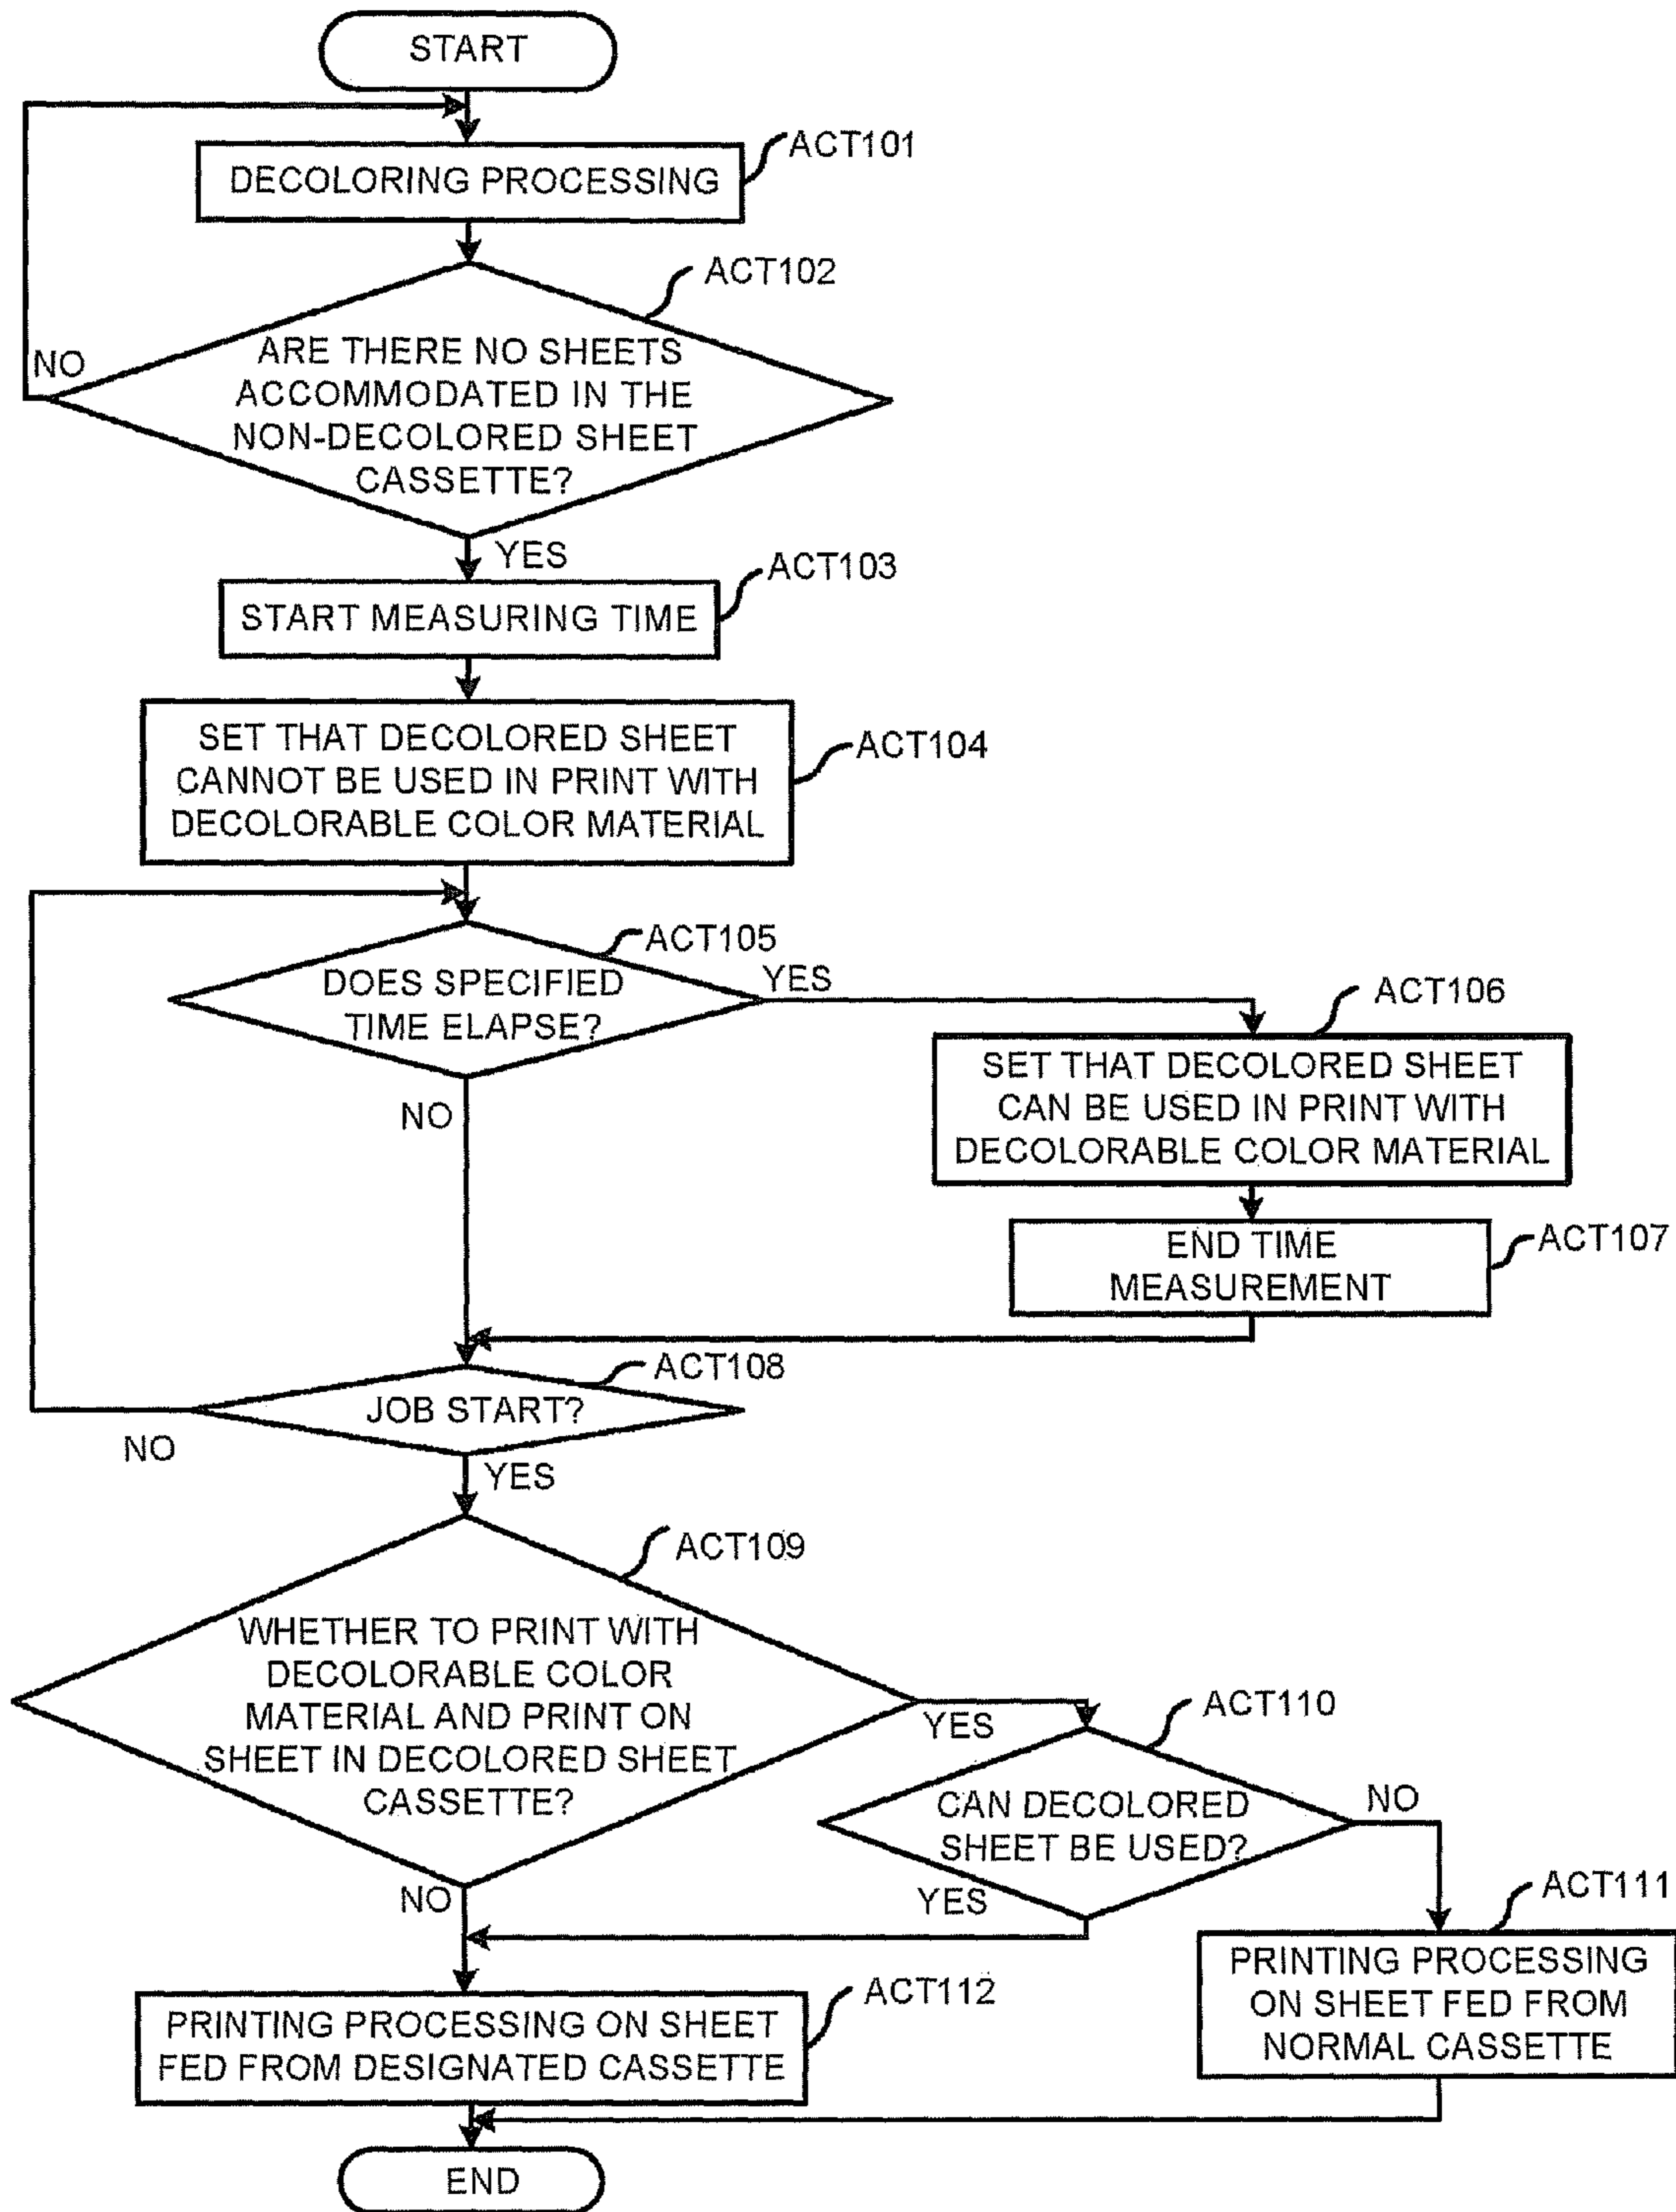 START
ACT101
DECOLORING PROCESSING
ACT102
ARE THERE NO SHEETS
ACCOMMODATED IN THE
NON-DECOLORED SHEET
CASSETTE?
NO
YES
ACT103
START MEASURING TIME
ACT104
SET THAT DECOLORED SHEET
CANNOT BE USED IN PRINT WITH
DECOLORABLE COLOR MATERIAL
ACT105
DOES SPECIFIED
TIME ELAPSE?
YES
NO
ACT106
SET THAT DECOLORED SHEET
CAN BE USED IN PRINT WITH
DECOLORABLE COLOR MATERIAL
ACT107
END TIME
MEASUREMENT
ACT108
JOB START?
NO
YES
ACT109
WHETHER TO PRINT WITH
DECOLORABLE COLOR
MATERIAL AND PRINT ON
SHEET IN DECOLORED SHEET
CASSETTE?
YES
NO
ACT110
CAN DECOLORED
SHEET BE USED?
NO
YES
ACT111
PRINTING PROCESSING
ON SHEET FED FROM
NORMAL CASSETTE
ACT112
PRINTING PROCESSING ON SHEET
FED FROM DESIGNATED CASSETTE
END